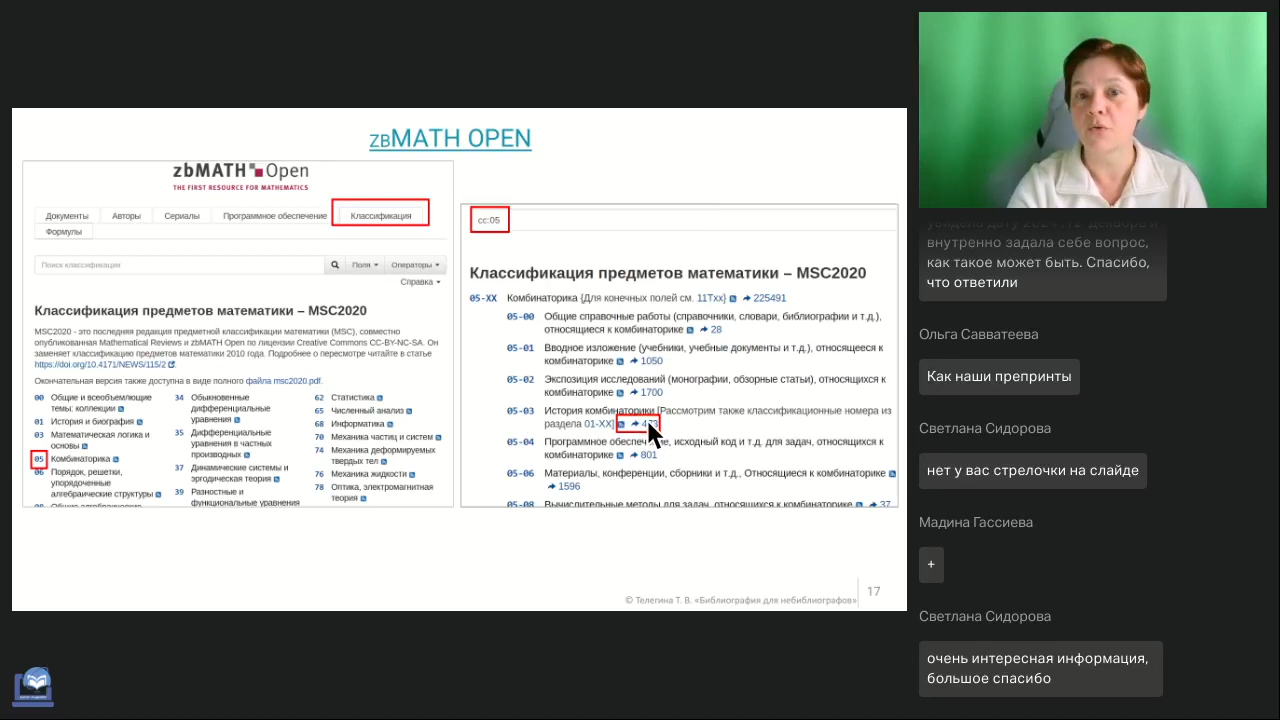 ZBMATH OPEN
zbMATH Open
THE FIRST RESOURCE FOR MATHEMATICS
Документы Авторы Сериалы Программное обеспечение Классификация
Формулы
Поиск классификации Поля Операторы
Справка
Классификация предметов математики – MSC2020
MSC2020 - это последняя редакция предметной классификации математики (MSC), совместно
опубликованная Mathematical Reviews и zbMATH Open по лицензии Creative Commons CC-BY-NC-SA. Он
заменяет классификацию предметов математики 2010 года. Подробнее о пересмотре читайте в статье
https://doi.org/10.4171/NEWS/115/2
Окончательная версия также доступна в виде полного файла msc2020.pdf.
00 Общие и всеобъемлющие
темы: коллекции
01 История и биография
03 Математическая логика и
основы
05 Комбинаторика
06 Порядок, решетки,
упорядоченные
алгебраические структуры
34 Обыкновенные
дифференциальные
уравнения
35 Дифференциальные
уравнения в частных
производных
37 Динамические системы и
эргодическая теория
39 Разностные и
функциональные уравнения
62 Статистика
65 Численный анализ
68 Информатика
70 Механика частиц и систем
74 Механика деформируемых
твердых тел
76 Механика жидкости
78 Оптика, электромагнитная
теория
cc:05
Классификация предметов математики – MSC2020
05-XX Комбинаторика {Для конечных полей см. 11Txx} 225491
05-00 Общие справочные работы (справочники, словари, библиографии и т.д.),
относящиеся к комбинаторике 28
05-01 Вводное изложение (учебники, учебные документы и т.д.), относящееся к
комбинаторике 1050
05-02 Экспозиция исследований (монографии, обзорные статьи), относящихся к
комбинаторике 1700
05-03 История комбинаторики [Рассмотрим также классификационные номера из
раздела 01-XX]
05-04 Программное обеспечение, исходный код и т.д. для задач, относящихся к
комбинаторике 801
05-06 Материалы, конференции, сборники и т.д., Относящиеся к комбинаторике
1596
05-08 Вычислительные методы для задач, относящихся к комбинаторике 37
© Телегина Т. В. «Библиография для небиблиографов»
17
внутренно задала себе вопрос,
как такое может быть. Спасибо,
что ответили
Ольга Савватеева
Как наши препринты
Светлана Сидорова
нет у вас стрелочки на слайде
Мадина Гассиева
+
Светлана Сидорова
очень интересная информация,
большое спасибо